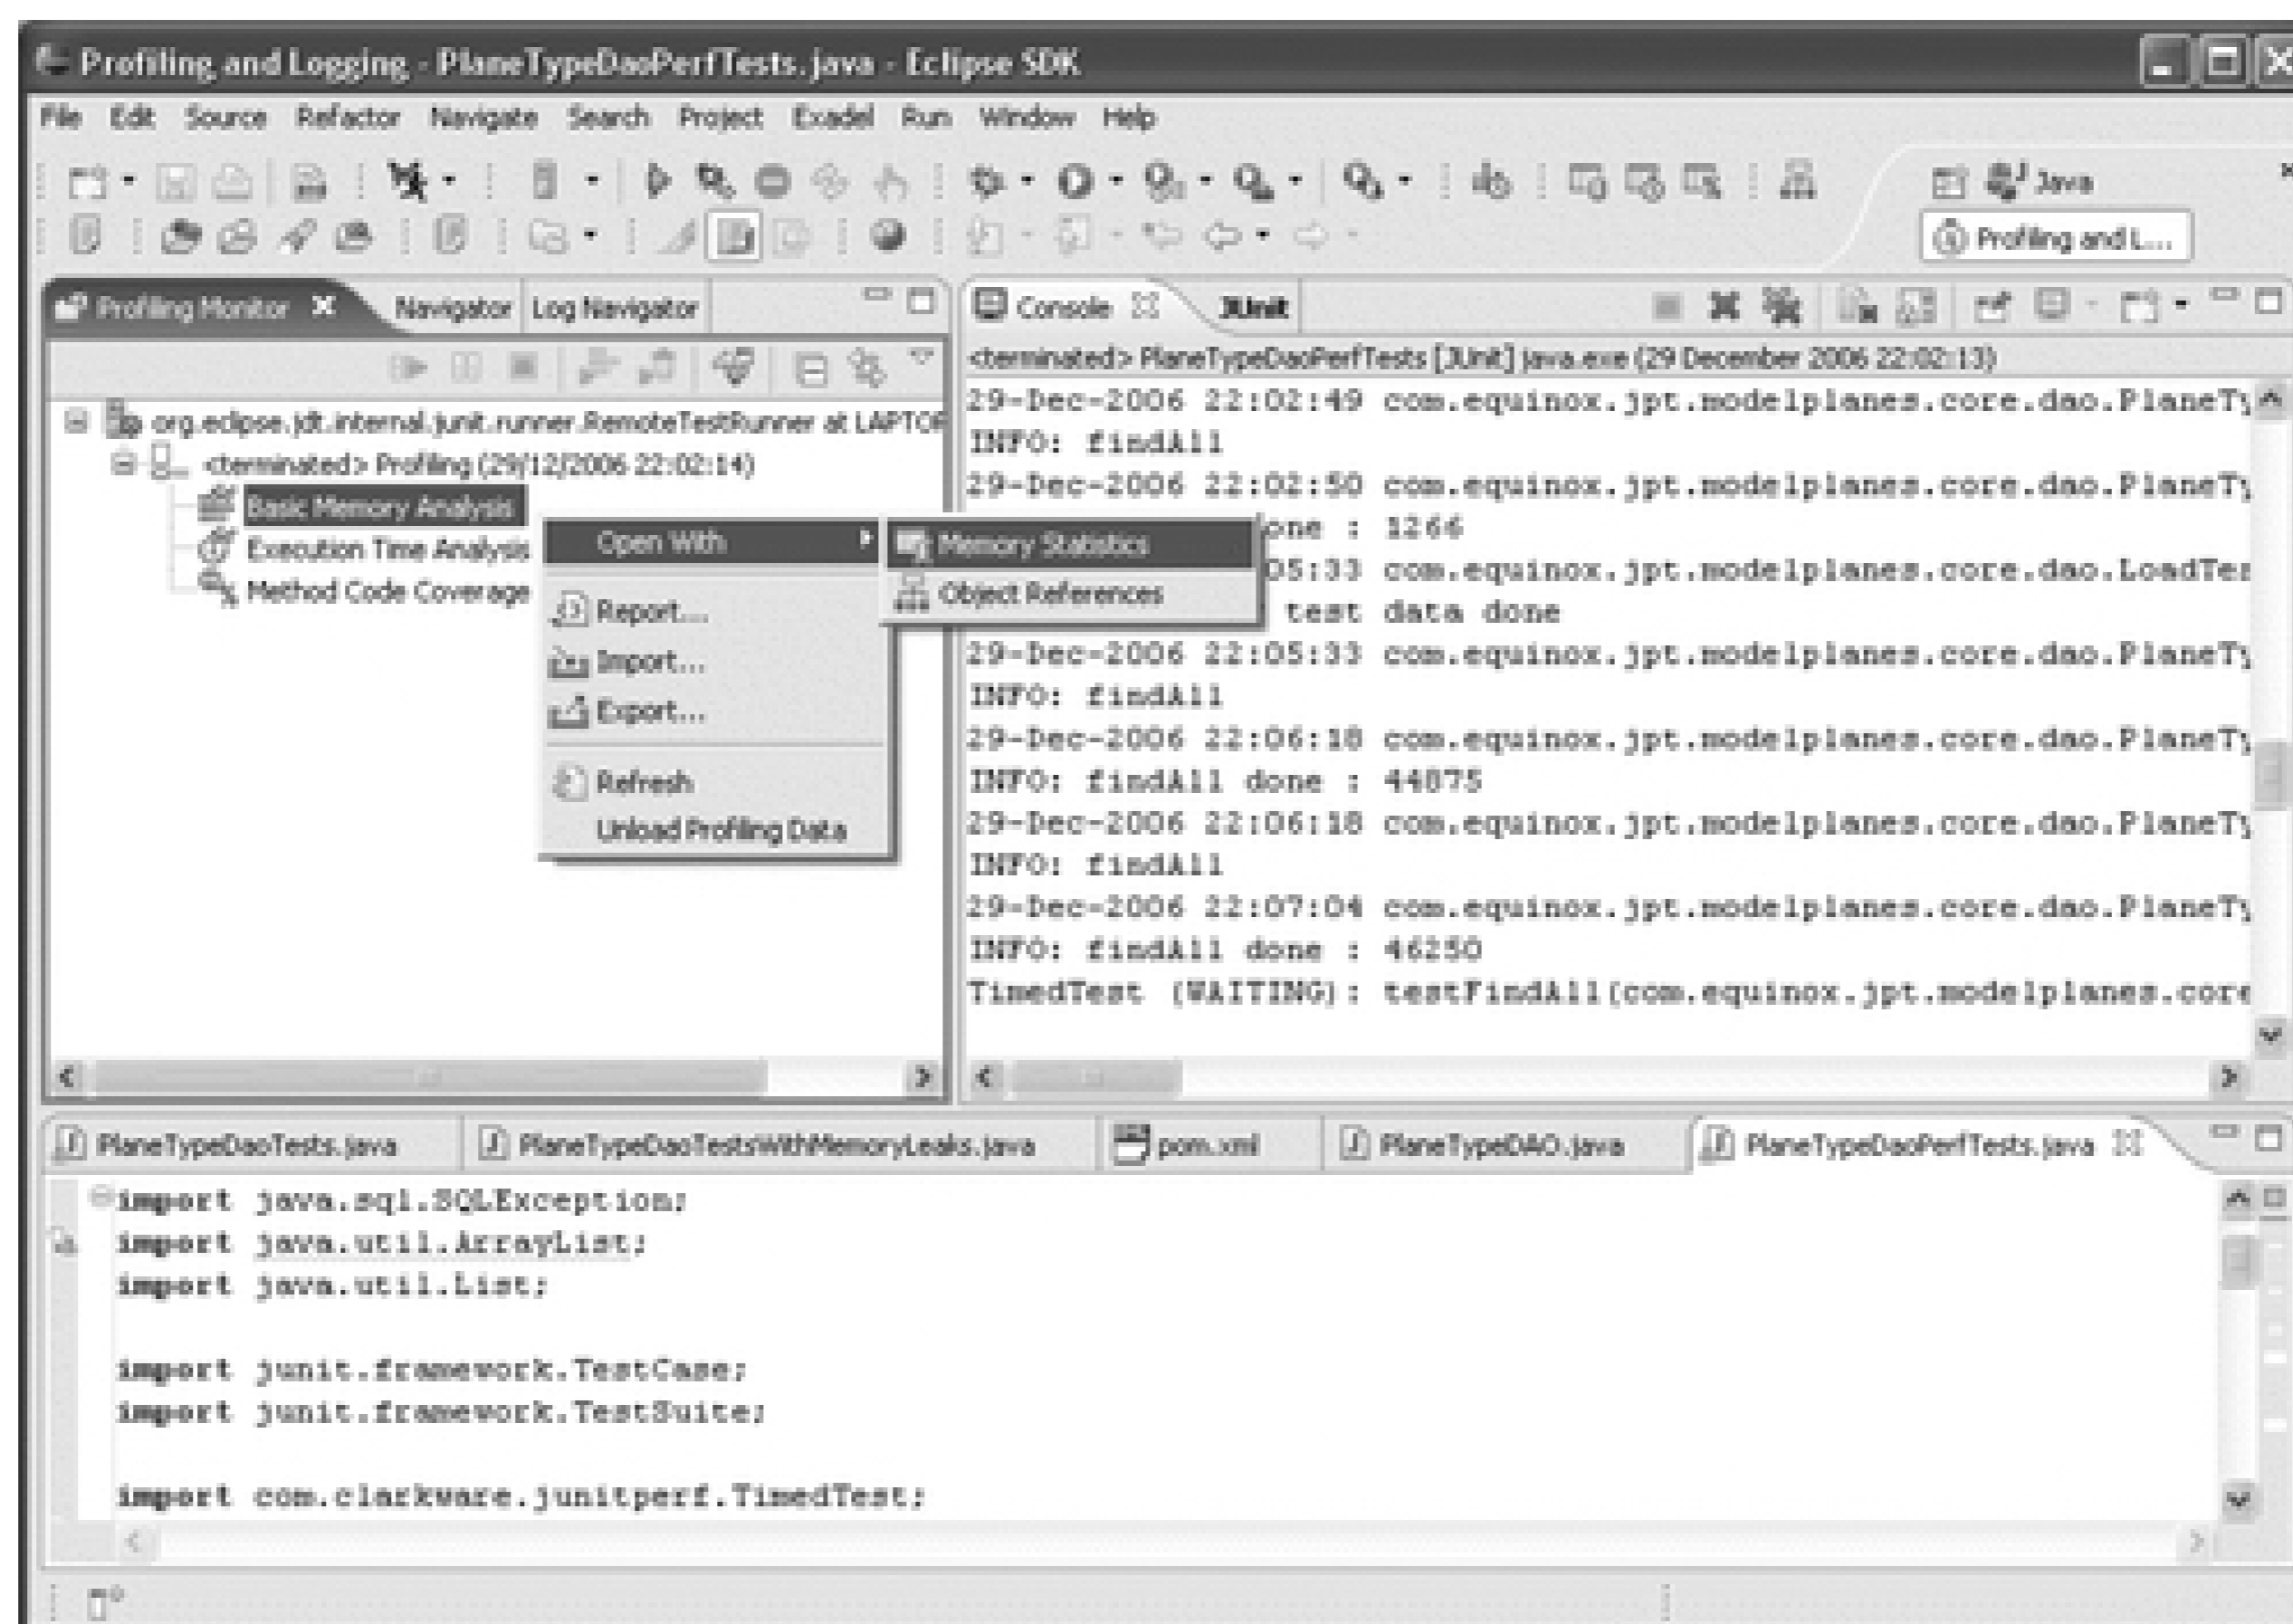 Profiling and Logging - PlaneTypeDaoPerfTests.java - Eclipse SDK
File Edit Source Refactor Navigate Search Project Exadel Run Window Help
Java
Profiling and L...
Profiling Monitor Navigator Log Navigator
org.eclipse.jdt.internal.junit.runner.RemoteTestRunner at LAPTOP
<terminated> Profiling (29/12/2006 22:02:14)
Basic Memory Analysis
Execution Time Analysis
Method Code Coverage
Open With
Report...
Import...
Export...
Refresh
Unload Profiling Data
Memory Statistics
Object References
Console JUnit
<terminated> PlaneTypeDaoPerfTests [JUnit] java.exe (29 December 2006 22:02:13)
29-Dec-2006 22:02:49 com.equinox.jpt.modelplanes.core.dao.PlaneTy
INFO: findAll
29-Dec-2006 22:02:50 com.equinox.jpt.modelplanes.core.dao.PlaneTy
one : 1266
05:33 com.equinox.jpt.modelplanes.core.dao.LoadTes
test data done
29-Dec-2006 22:05:33 com.equinox.jpt.modelplanes.core.dao.PlaneTy
INFO: findAll
29-Dec-2006 22:06:18 com.equinox.jpt.modelplanes.core.dao.PlaneTy
INFO: findAll done : 44875
29-Dec-2006 22:06:18 com.equinox.jpt.modelplanes.core.dao.PlaneTy
INFO: findAll
29-Dec-2006 22:07:04 com.equinox.jpt.modelplanes.core.dao.PlaneTy
INFO: findAll done : 46250
TimedTest (WAITING): testFindAll(com.equinox.jpt.modelplanes.core
PlaneTypeDaoTests.java PlaneTypeDaoTestsWithMemoryLeaks.java pom.xml PlaneTypeDAO.java PlaneTypeDaoPerfTests.java
import java.sql.SQLException;
import java.util.ArrayList;
import java.util.List;
import junit.framework.TestCase;
import junit.framework.TestSuite;
import com.clarkware.junitperf.TimedTest;